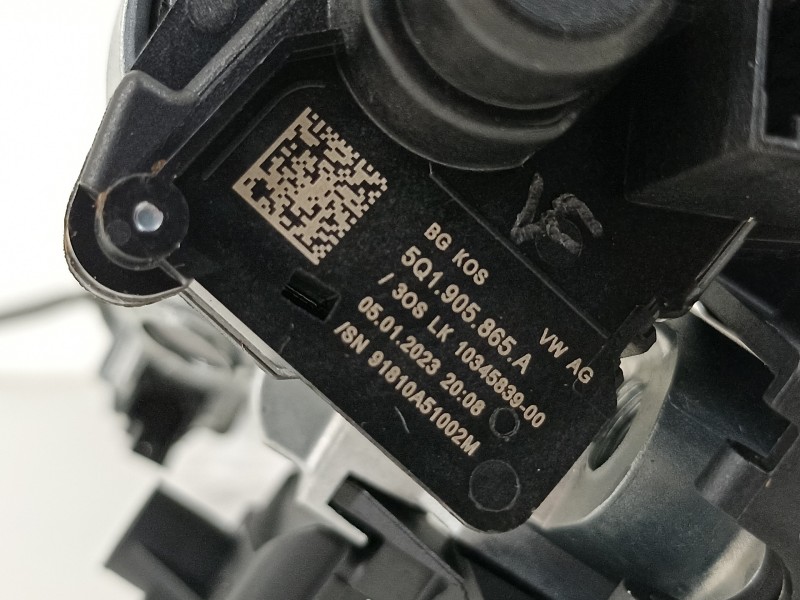 BG KOS
5Q1.905.865.A VW AG
/ 3OS LK 10345839-00
05.01.2023 20:08
/SN 91810A51002M